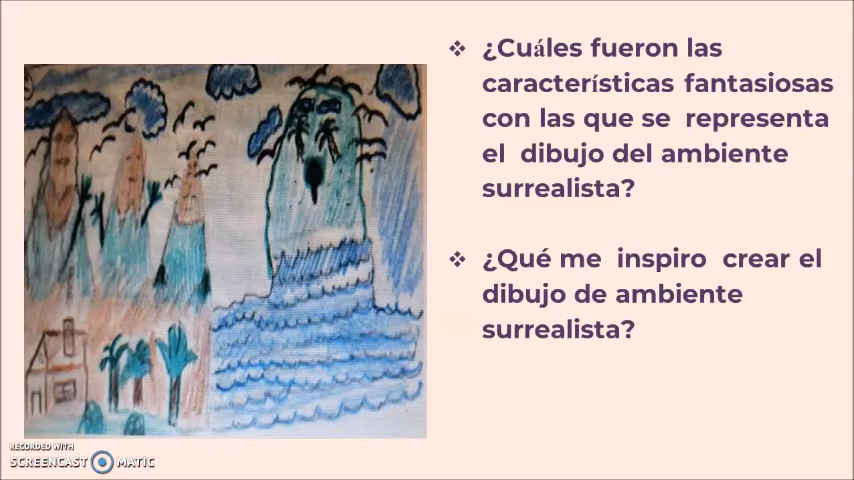 ¿Cuáles fueron las
características fantasiosas
con las que se representa
el dibujo del ambiente
surrealista?
¿Qué me inspiro crear el
dibujo de ambiente
surrealista?
RECORDED WITH
SCREENCAST MATIC